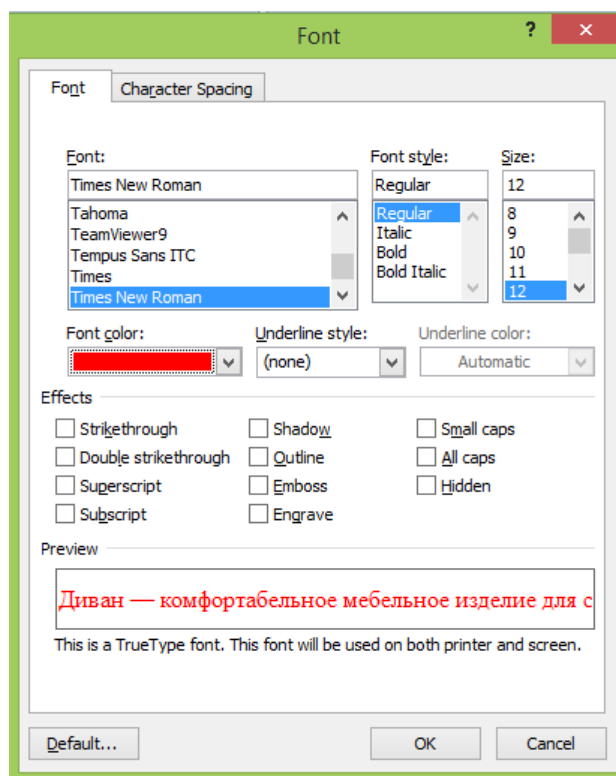 Font
?
Font Character Spacing
Font: Font style: Size:
Times New Roman Regular 12
Tahoma Regular 8
TeamViewer9 Italic 9
Tempus Sans ITC Bold 10
Times Bold Italic 11
Times New Roman 12
Font color: Underline style: Underline color:
(none) Automatic
Effects
Strikethrough Shadow Small caps
Double strikethrough Outline All caps
Superscript Emboss Hidden
Subscript Engrave
Preview
Диван — комфортабельное мебельное изделие для с
This is a TrueType font. This font will be used on both printer and screen.
Default... OK Cancel